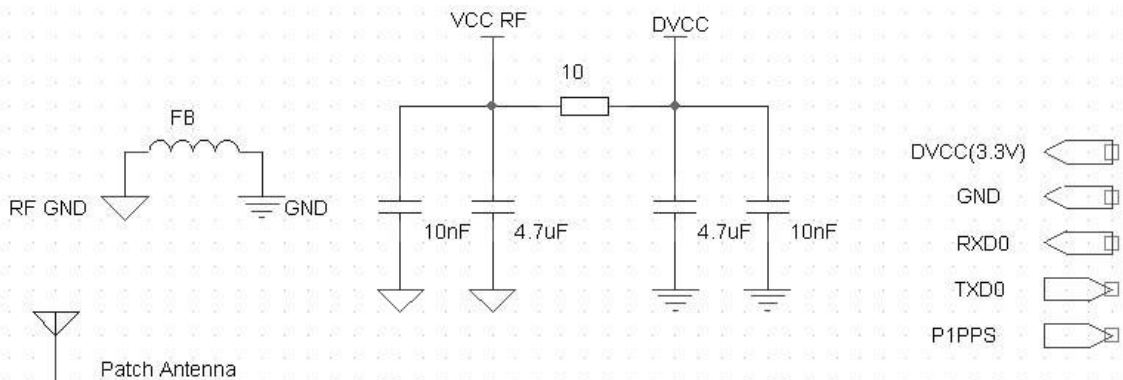 VCC RF
DVCC
10
FB
RF GND
GND
10nF
4.7uF
4.7uF
10nF
DVCC(3.3V)
GND
RXD0
TXD0
P1PPS
Patch Antenna